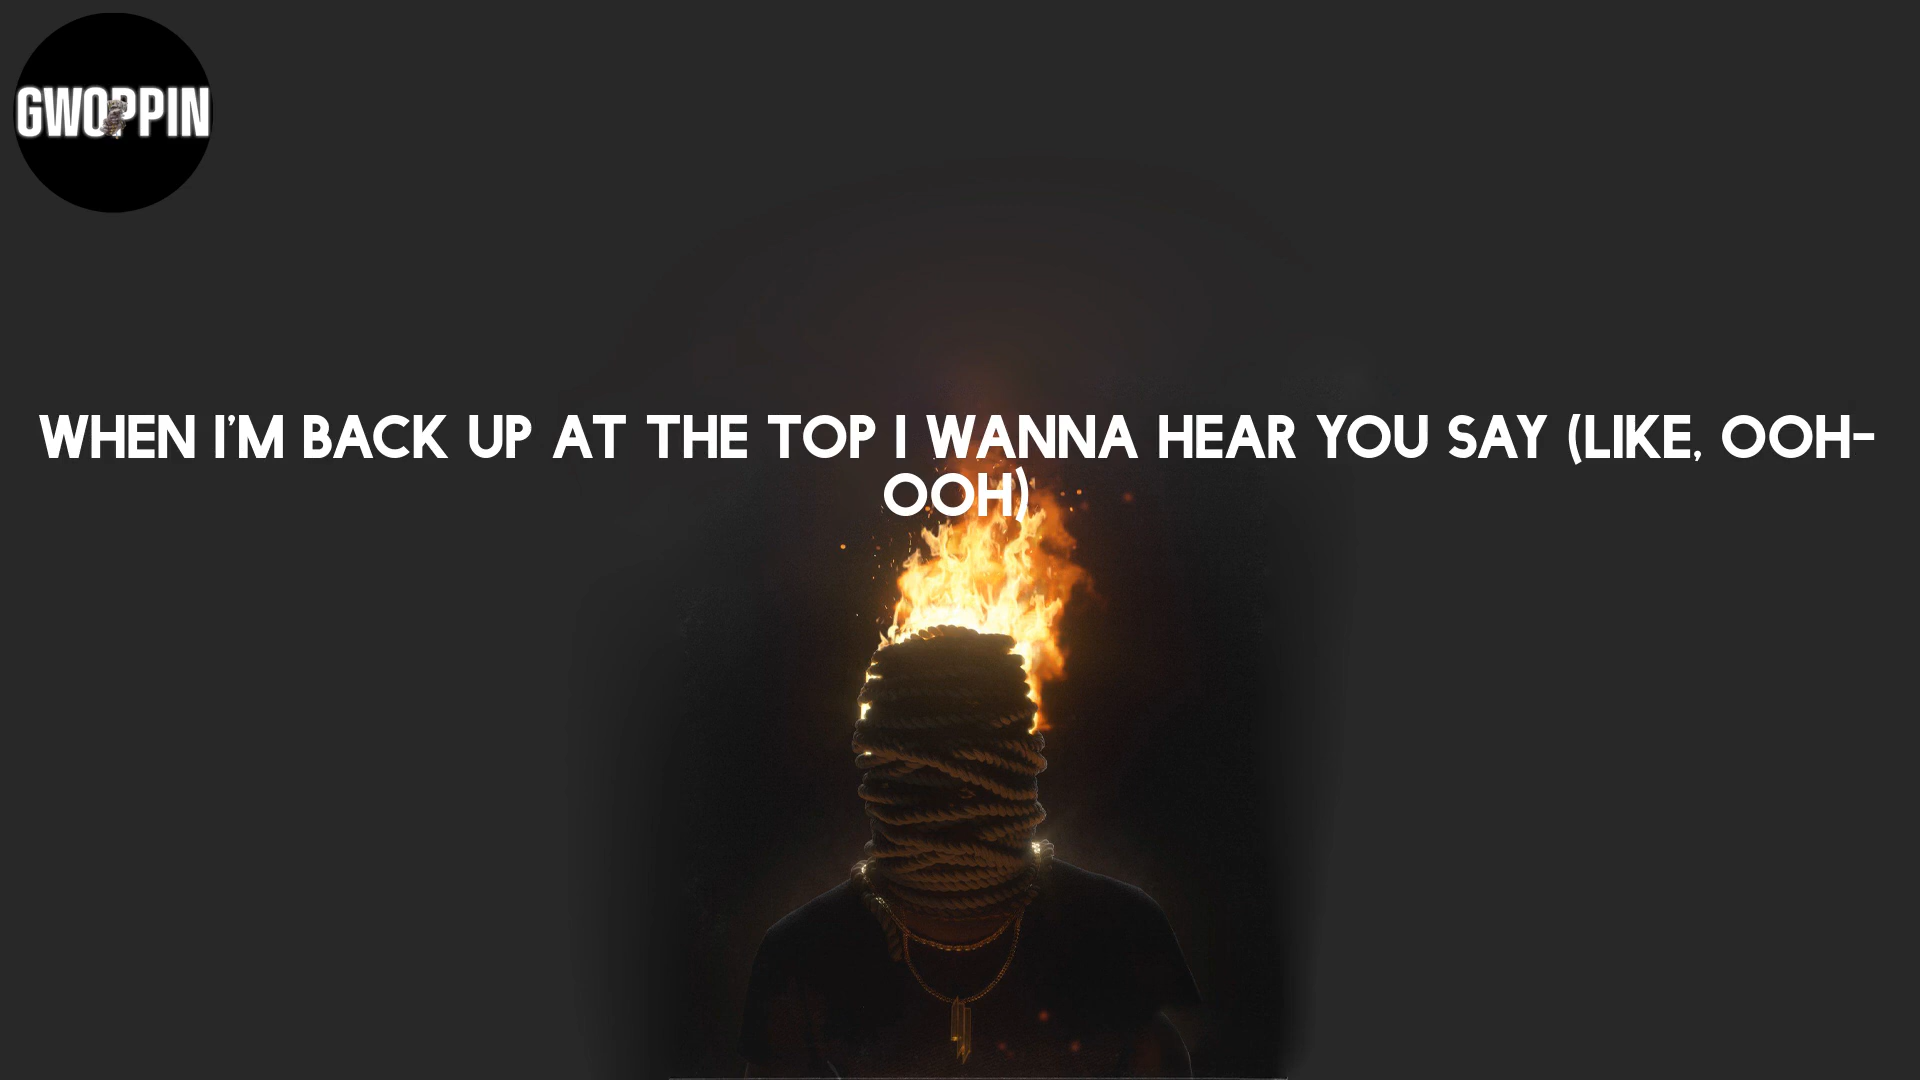 GWOPPIN
WHEN I'M BACK UP AT THE TOP I WANNA HEAR YOU SAY (LIKE, OOH-
OOH)